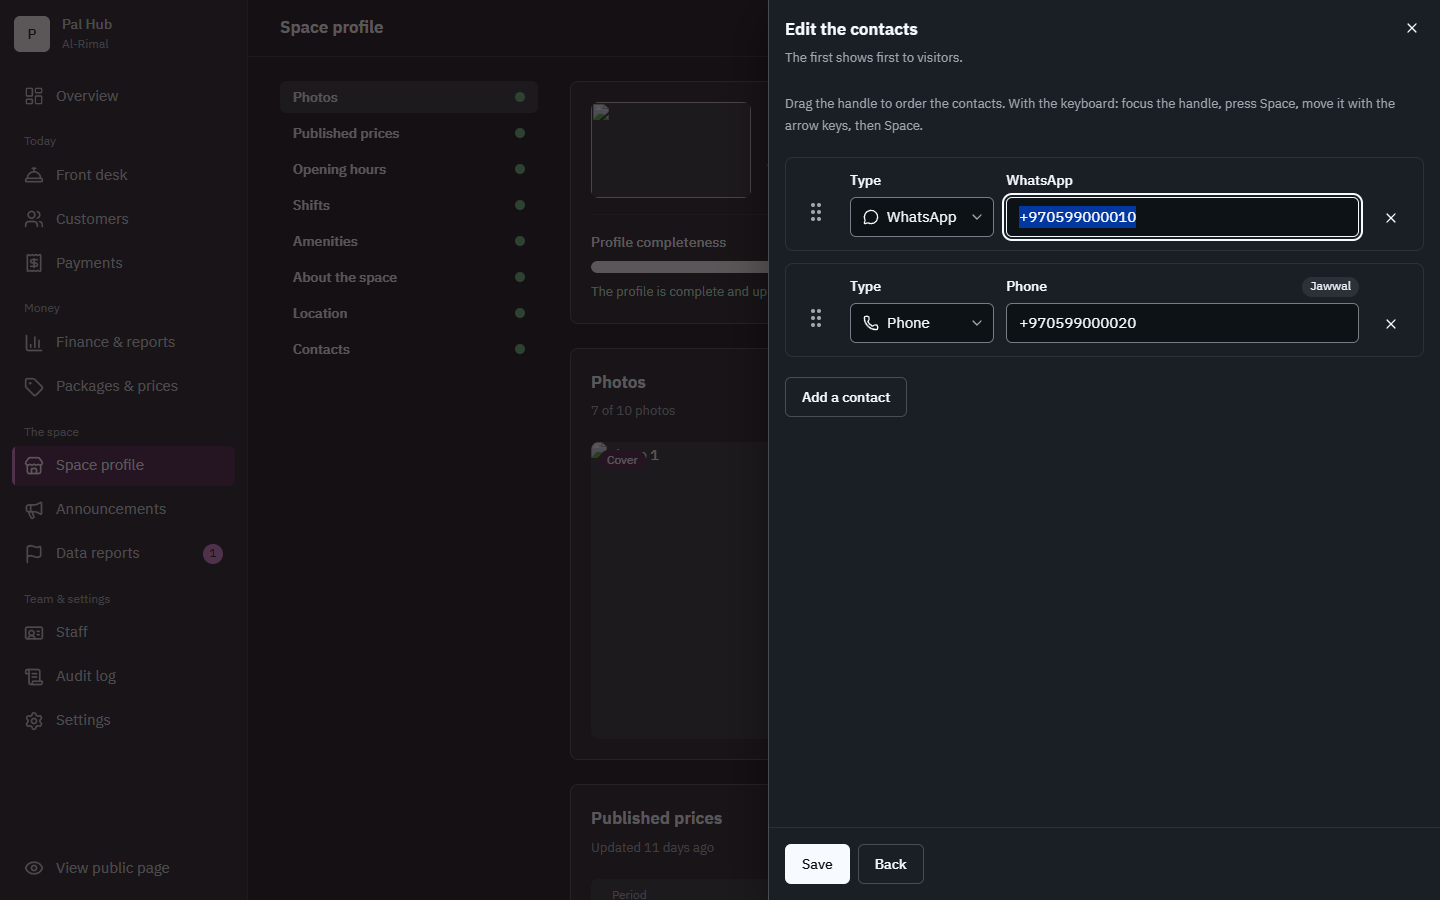 P
Pal Hub
Al-Rimal
Overview
Today
Front desk
Customers
Payments
Money
Finance & reports
Packages & prices
The space
Space profile
Announcements
Data reports
1
Team & settings
Staff
Audit log
Settings
View public page
Space profile
Photos
Published prices
Opening hours
Shifts
Amenities
About the space
Location
Contacts
Profile completeness
The profile is complete and up
Photos
7 of 10 photos
Cover
1
Published prices
Updated 11 days ago
Period
Edit the contacts
The first shows first to visitors.
Drag the handle to order the contacts. With the keyboard: focus the handle, press Space, move it with the
arrow keys, then Space.
Type
WhatsApp
WhatsApp
+970599000010
Type
Phone
Jawwal
Phone
+970599000020
Add a contact
Save
Back